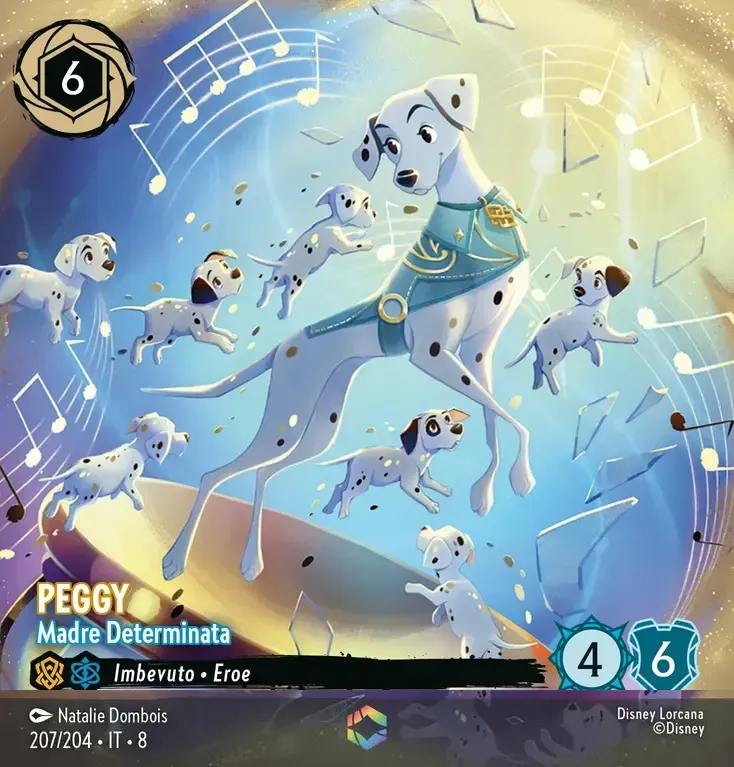 6
PEGGY
Madre Determinata
Imbevuto • Eroe
4
6
Natalie Dombois
207/204 • IT • 8
Disney Lorcana
©Disney